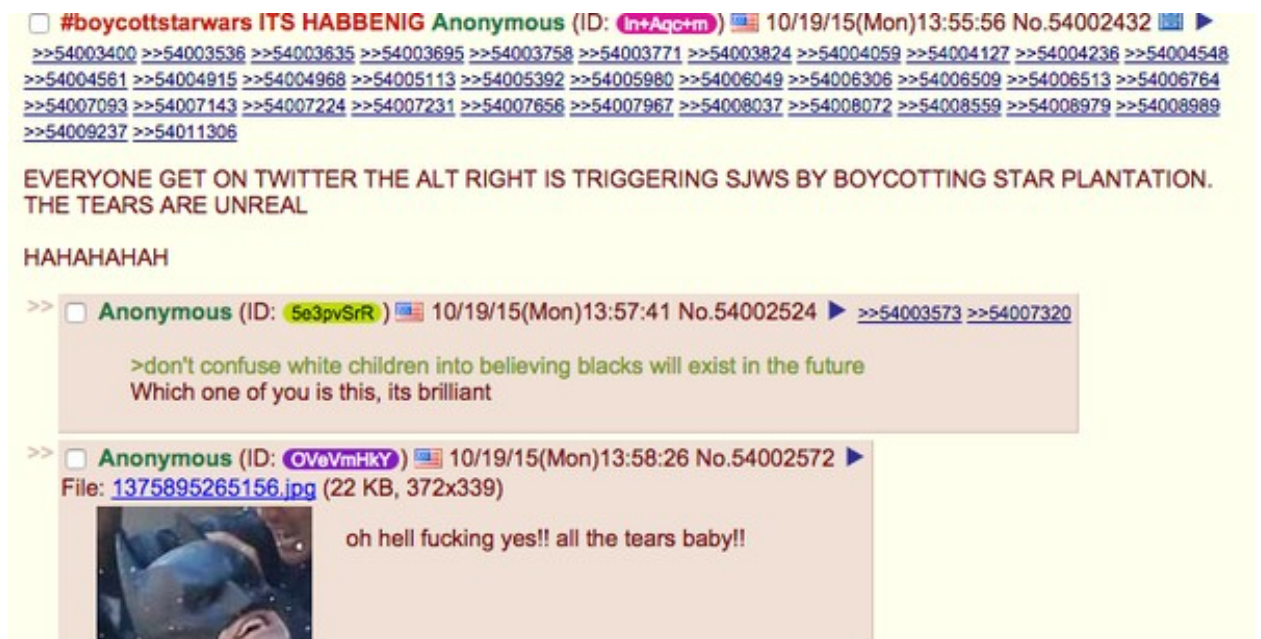 #boycottstarwars ITS HABBENIG Anonymous (ID: In+Aqc+m) 10/19/15(Mon)13:55:56 No.54002432
>>54003400 >>54003536 >>54003635 >>54003695 >>54003758 >>54003771 >>54003824 >>54004059 >>54004127 >>54004236 >>54004548
>>54004561 >>54004915 >>54004968 >>54005113 >>54005392 >>54005980 >>54006049 >>54006306 >>54006509 >>54006513 >>54006764
>>54007093 >>54007143 >>54007224 >>54007231 >>54007656 >>54007967 >>54008037 >>54008072 >>54008559 >>54008979 >>54008989
>>54009237 >>54011306
EVERYONE GET ON TWITTER THE ALT RIGHT IS TRIGGERING SJWS BY BOYCOTTING STAR PLANTATION.
THE TEARS ARE UNREAL
HAHAHAHAH
>> Anonymous (ID: 5e3pvSrR) 10/19/15(Mon)13:57:41 No.54002524 >>54003573 >>54007320
>don't confuse white children into believing blacks will exist in the future
Which one of you is this, its brilliant
>> Anonymous (ID: OVeVmHkY) 10/19/15(Mon)13:58:26 No.54002572
File: 1375895265156.jpg (22 KB, 372x339)
oh hell fucking yes!! all the tears baby!!